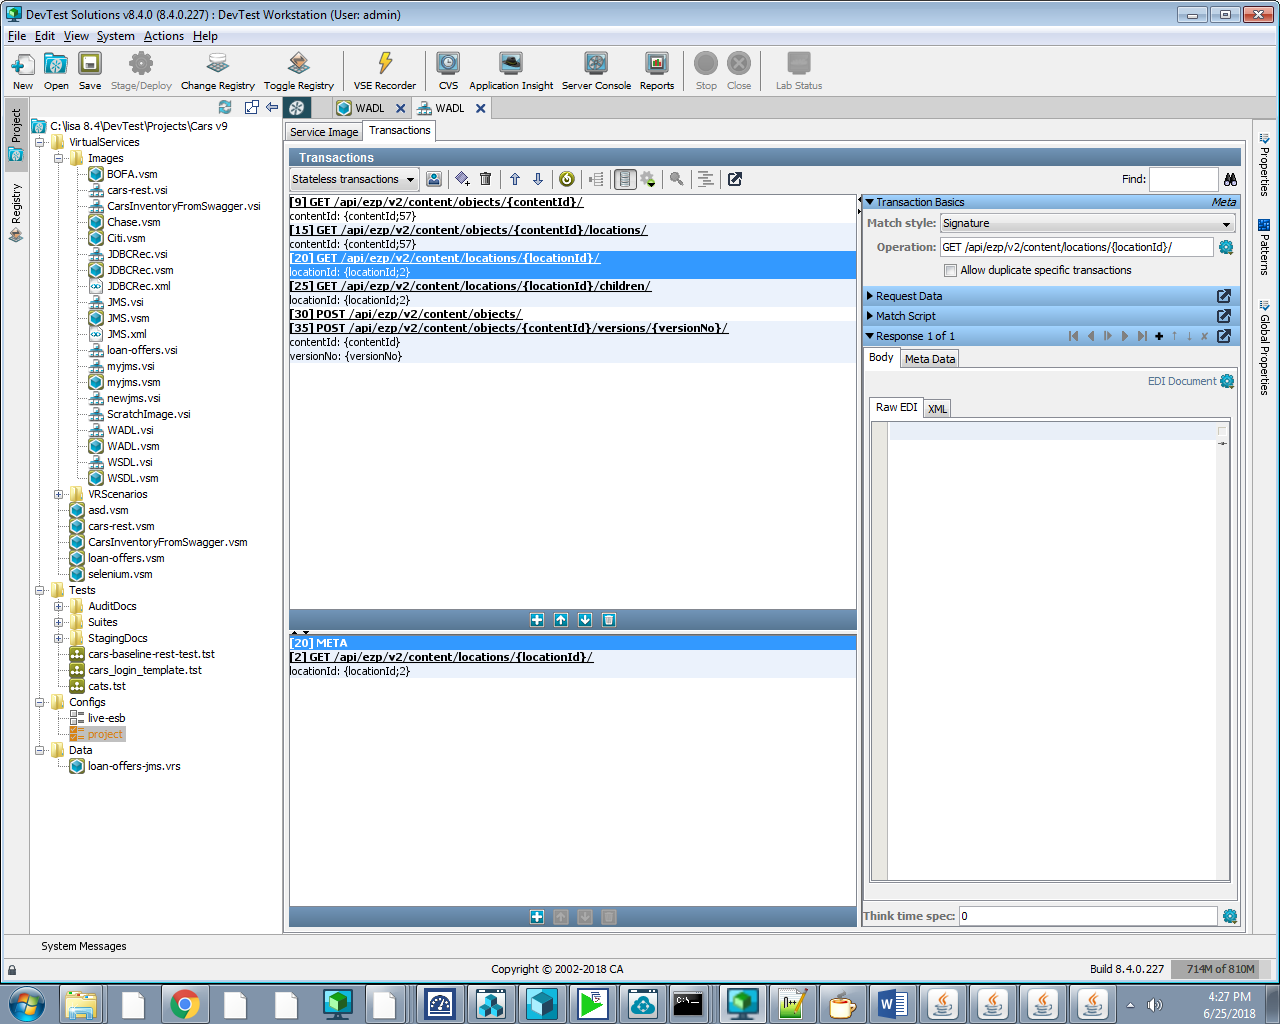 DevTest Solutions v8.4.0 (8.4.0.227) : DevTest Workstation (User: admin)
File Edit View System Actions Help
New Open Save Stage/Deploy Change Registry Toggle Registry VSE Recorder CVS Application Insight Server Console Reports Stop Close Lab Status
Project
Registry
C:\lisa 8.4\DevTest\Projects\Cars v9
VirtualServices
Images
BOFA.vsm
cars-rest.vsi
CarsInventoryFromSwagger.vsi
Chase.vsm
Citi.vsm
JDBCRec.vsi
JDBCRec.vsm
JDBCRec.xml
JMS.vsi
JMS.vsm
JMS.xml
loan-offers.vsi
myjms.vsi
myjms.vsm
newjms.vsi
ScratchImage.vsi
WADL.vsi
WADL.vsm
WSDL.vsi
WSDL.vsm
VRScenarios
asd.vsm
cars-rest.vsm
CarsInventoryFromSwagger.vsm
loan-offers.vsm
selenium.vsm
Tests
AuditDocs
Suites
StagingDocs
cars-baseline-rest-test.tst
cars_login_template.tst
cats.tst
Configs
live-esb
project
Data
loan-offers-jms.vrs
WADL WADL
Service Image Transactions
Transactions
Stateless transactions Find:
[9] GET /api/ezp/v2/content/objects/{contentId}/
contentId: {contentId;57}
[15] GET /api/ezp/v2/content/objects/{contentId}/locations/
contentId: {contentId;57}
[20] GET /api/ezp/v2/content/locations/{locationId}/
locationId: {locationId;2}
[25] GET /api/ezp/v2/content/locations/{locationId}/children/
locationId: {locationId;2}
[30] POST /api/ezp/v2/content/objects/
[35] POST /api/ezp/v2/content/objects/{contentId}/versions/{versionNo}/
contentId: {contentId}
versionNo: {versionNo}
[20] META
[2] GET /api/ezp/v2/content/locations/{locationId}/
locationId: {locationId;2}
Transaction Basics Meta
Match style: Signature
Operation: GET /api/ezp/v2/content/locations/{locationId}/
Allow duplicate specific transactions
Request Data
Match Script
Response 1 of 1
Body Meta Data
EDI Document
Raw EDI XML
Think time spec: 0
Properties
Patterns
Global Properties
System Messages
Copyright © 2002-2018 CA
Build 8.4.0.227 714M of 810M
C:\_
n++
W
4:27 PM
6/25/2018